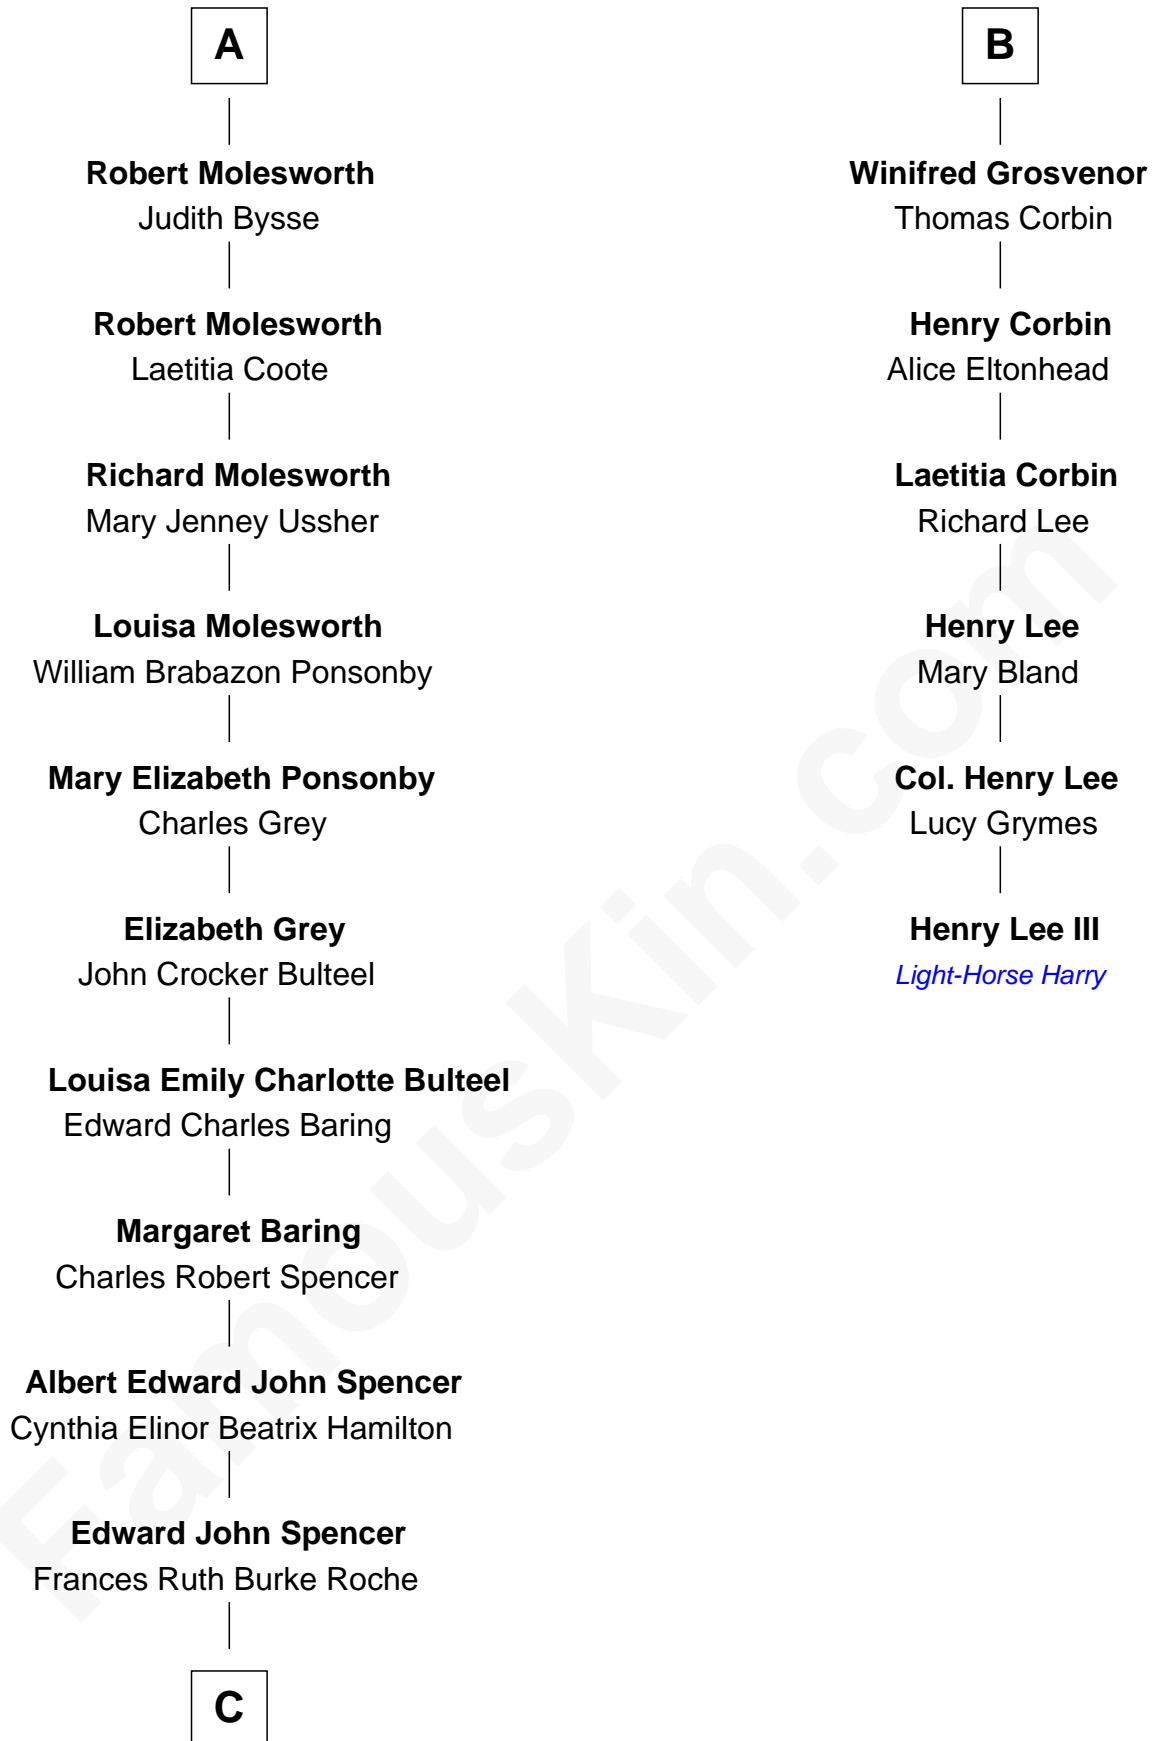 A
Robert Molesworth
Judith Bysse
Robert Molesworth
Laetitia Coote
Richard Molesworth
Mary Jenney Ussher
Louisa Molesworth
William Brabazon Ponsonby
Mary Elizabeth Ponsonby
Charles Grey
Elizabeth Grey
John Crocker Bulteel
Louisa Emily Charlotte Bulteel
Edward Charles Baring
Margaret Baring
Charles Robert Spencer
Albert Edward John Spencer
Cynthia Elinor Beatrix Hamilton
Edward John Spencer
Frances Ruth Burke Roche
C
B
Winifred Grosvenor
Thomas Corbin
Henry Corbin
Alice Eltonhead
Laetitia Corbin
Richard Lee
Henry Lee
Mary Bland
Col. Henry Lee
Lucy Grymes
Henry Lee III
Light-Horse Harry
FamousKin.com